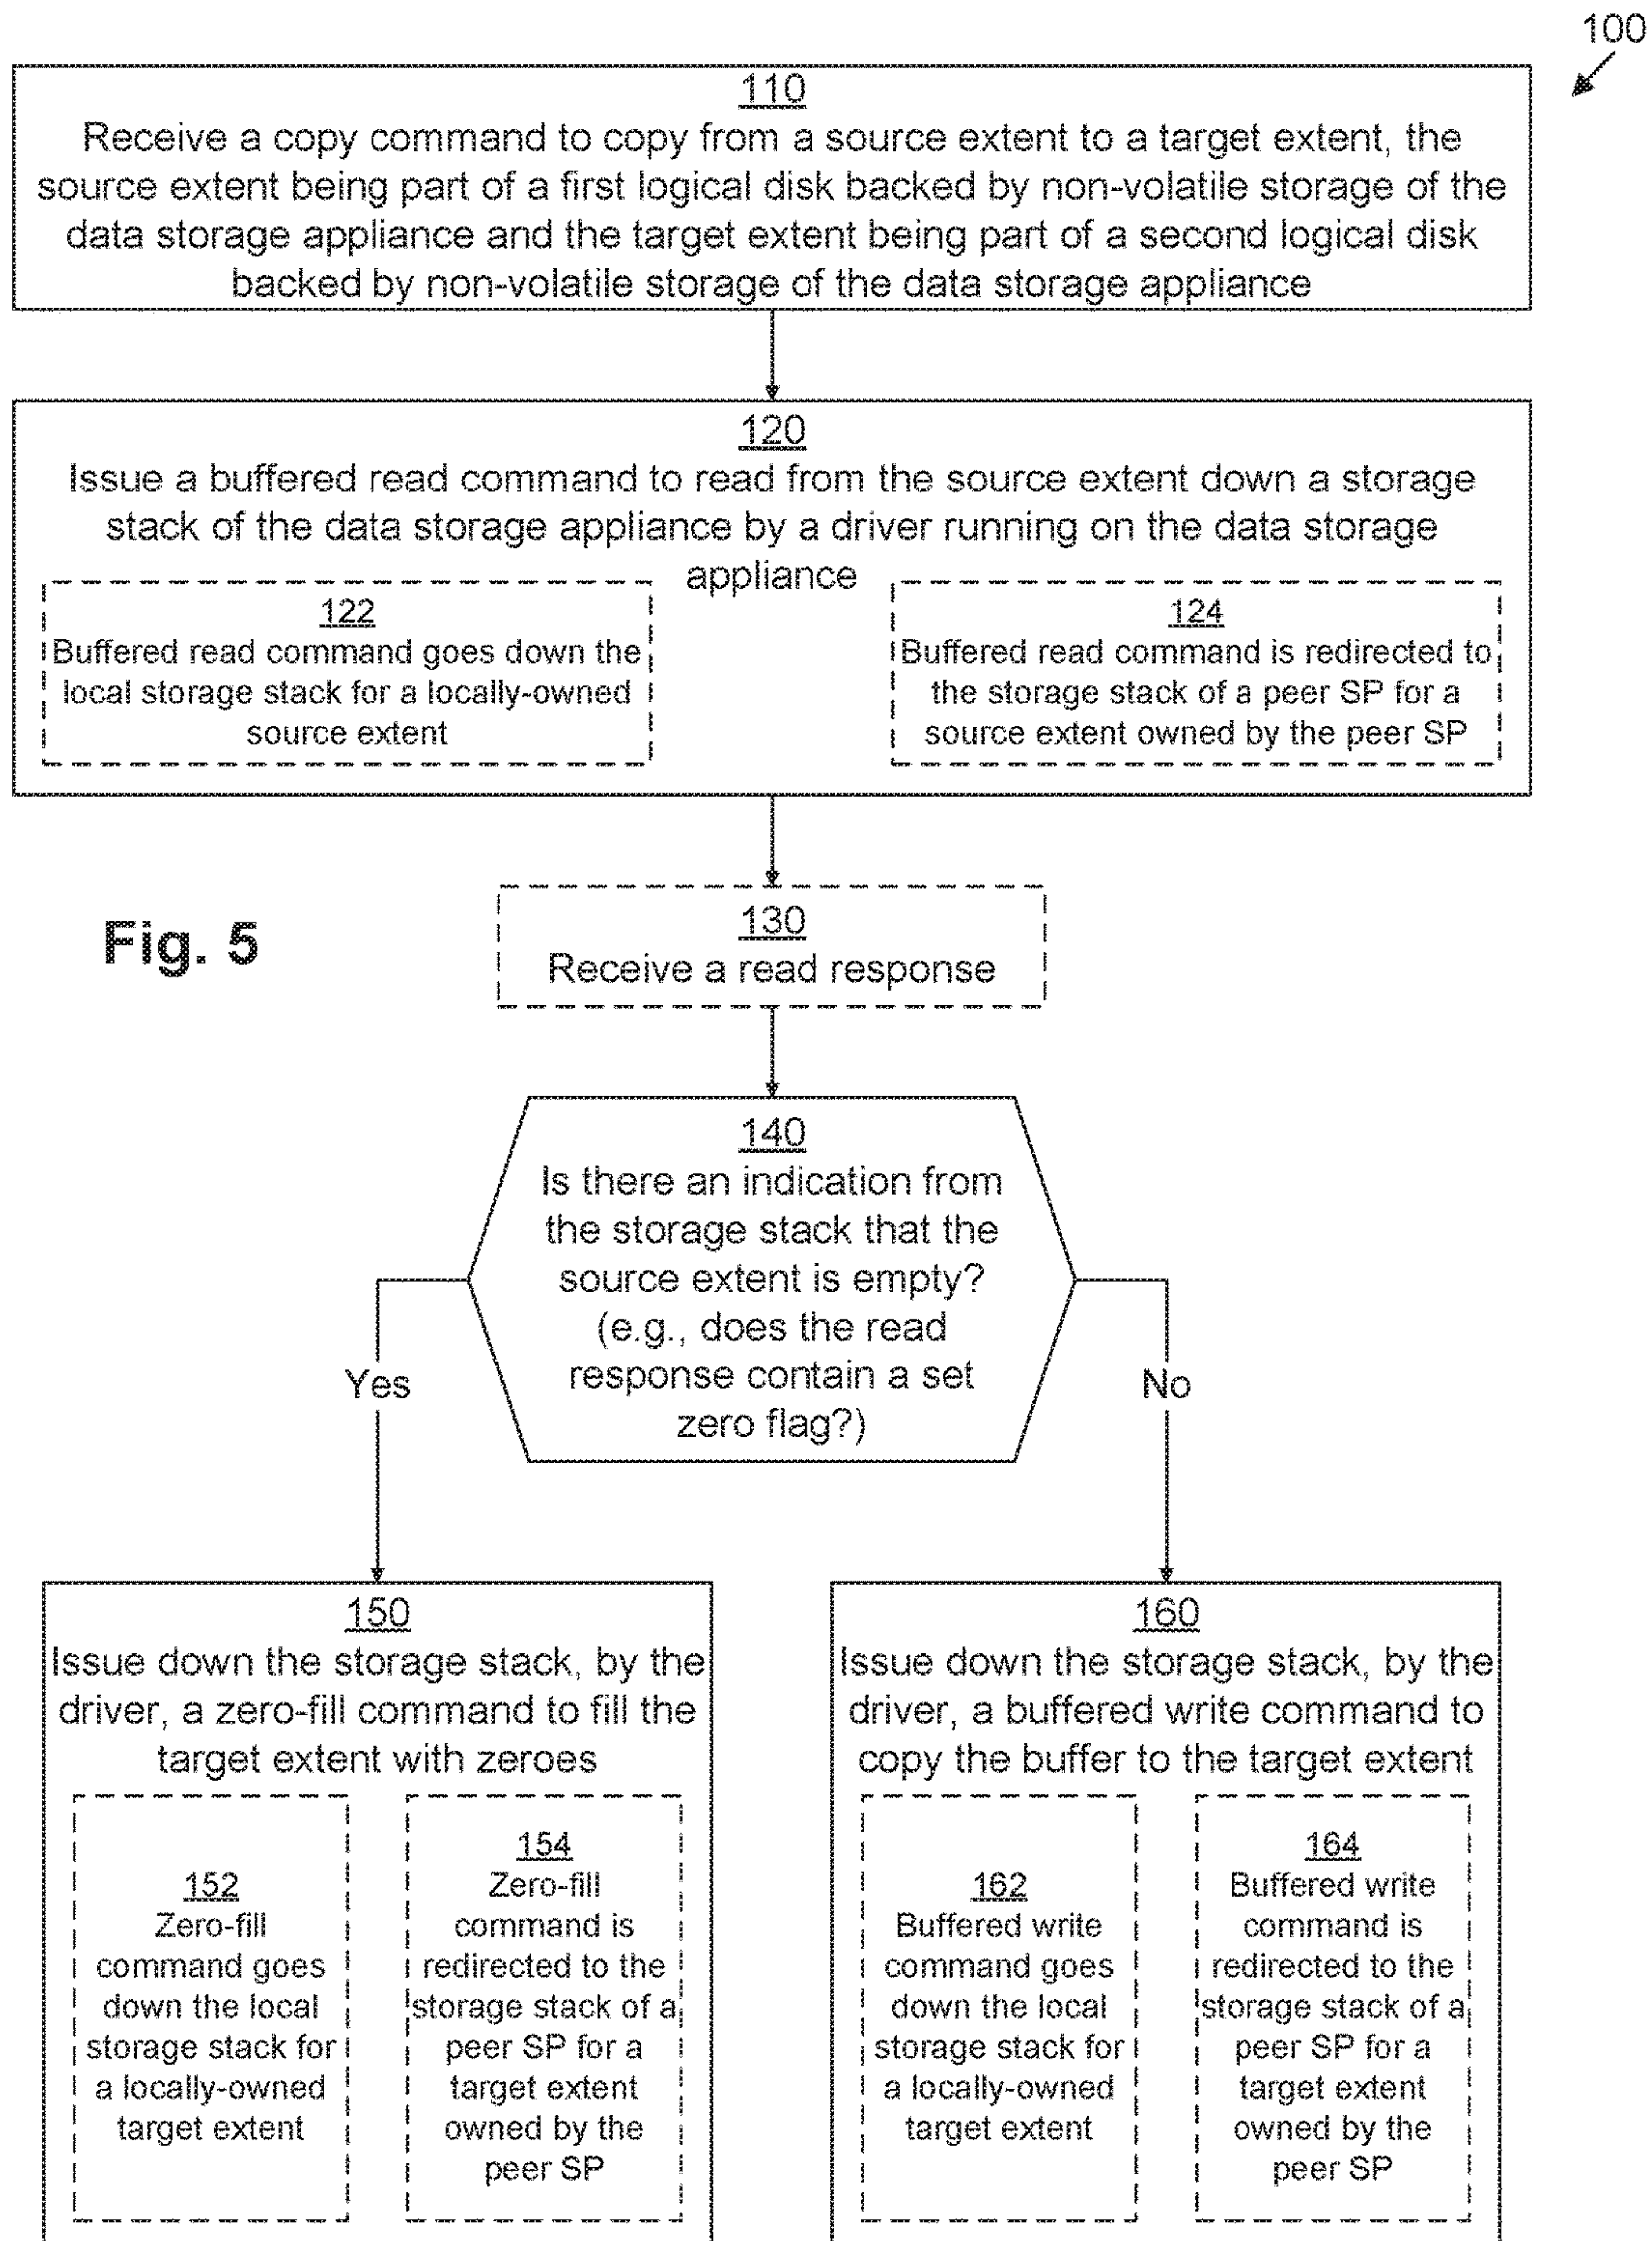 100
110
Receive a copy command to copy from a source extent to a target extent, the
source extent being part of a first logical disk backed by non-volatile storage of the
data storage appliance and the target extent being part of a second logical disk
backed by non-volatile storage of the data storage appliance
120
Issue a buffered read command to read from the source extent down a storage
stack of the data storage appliance by a driver running on the data storage
appliance
122
Buffered read command goes down the
local storage stack for a locally-owned
source extent
124
Buffered read command is redirected to
the storage stack of a peer SP for a
source extent owned by the peer SP
Fig. 5
130
Receive a read response
140
Is there an indication from
the storage stack that the
source extent is empty?
(e.g., does the read
response contain a set
zero flag?)
Yes
No
150
Issue down the storage stack, by the
driver, a zero-fill command to fill the
target extent with zeroes
152
Zero-fill
command goes
down the local
storage stack for
a locally-owned
target extent
154
Zero-fill
command is
redirected to the
storage stack of a
peer SP for a
target extent
owned by the
peer SP
160
Issue down the storage stack, by the
driver, a buffered write command to
copy the buffer to the target extent
162
Buffered write
command goes
down the local
storage stack for
a locally-owned
target extent
164
Buffered write
command is
redirected to the
storage stack of a
peer SP for a
target extent
owned by the
peer SP